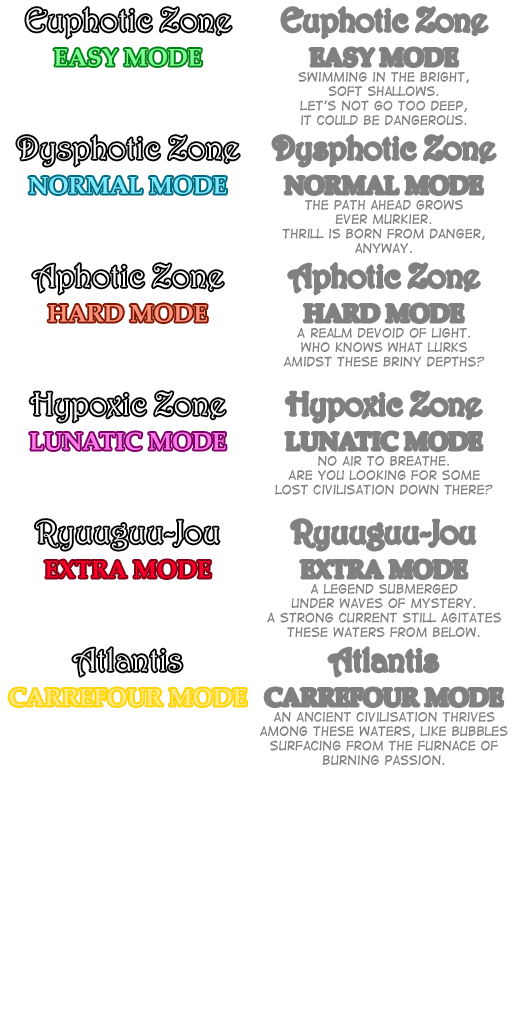 Euphotic Zone
EASY MODE
Euphotic Zone
EASY MODE
SWIMMING IN THE BRIGHT,
SOFT SHALLOWS.
LET'S NOT GO TOO DEEP,
IT COULD BE DANGEROUS.
Dysphotic Zone
NORMAL MODE
Dysphotic Zone
NORMAL MODE
THE PATH AHEAD GROWS
EVER MURKIER.
THRILL IS BORN FROM DANGER,
ANYWAY.
Aphotic Zone
HARD MODE
Aphotic Zone
HARD MODE
A REALM DEVOID OF LIGHT.
WHO KNOWS WHAT LURKS
AMIDST THESE BRINY DEPTHS?
Hypoxic Zone
LUNATIC MODE
Hypoxic Zone
LUNATIC MODE
NO AIR TO BREATHE.
ARE YOU LOOKING FOR SOME
LOST CIVILISATION DOWN THERE?
Ryuuguu-Jou
EXTRA MODE
Ryuuguu-Jou
EXTRA MODE
A LEGEND SUBMERGED
UNDER WAVES OF MYSTERY.
A STRONG CURRENT STILL AGITATES
THESE WATERS FROM BELOW.
Atlantis
CARREFOUR MODE
Atlantis
CARREFOUR MODE
AN ANCIENT CIVILISATION THRIVES
AMONG THESE WATERS, LIKE BUBBLES
SURFACING FROM THE FURNACE OF
BURNING PASSION.